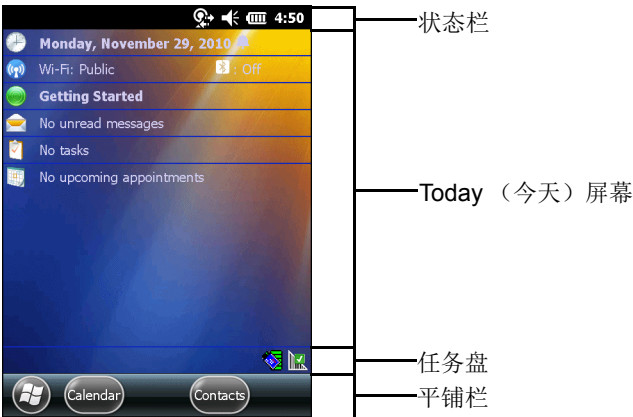 4:50
状态栏
Monday, November 29, 2010
Wi-Fi: Public : Off
Getting Started
No unread messages
No tasks
No upcoming appointments
Today （今天）屏幕
任务盘
Calendar Contacts
平铺栏